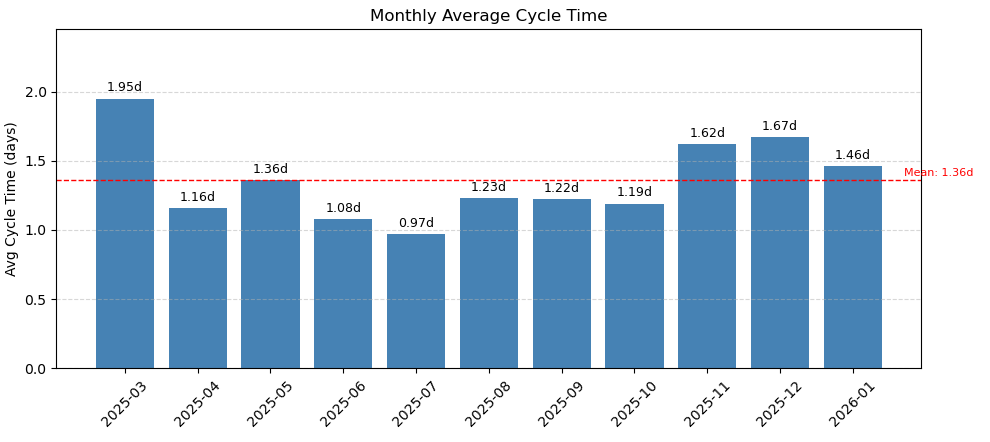 Monthly Average Cycle Time
Avg Cycle Time (days)
2.0
1.5
1.0
0.5
0.0
1.95d
1.16d
1.36d
1.08d
0.97d
1.23d
1.22d
1.19d
1.62d
1.67d
1.46d
Mean: 1.36d
2025-03
2025-04
2025-05
2025-06
2025-07
2025-08
2025-09
2025-10
2025-11
2025-12
2026-01